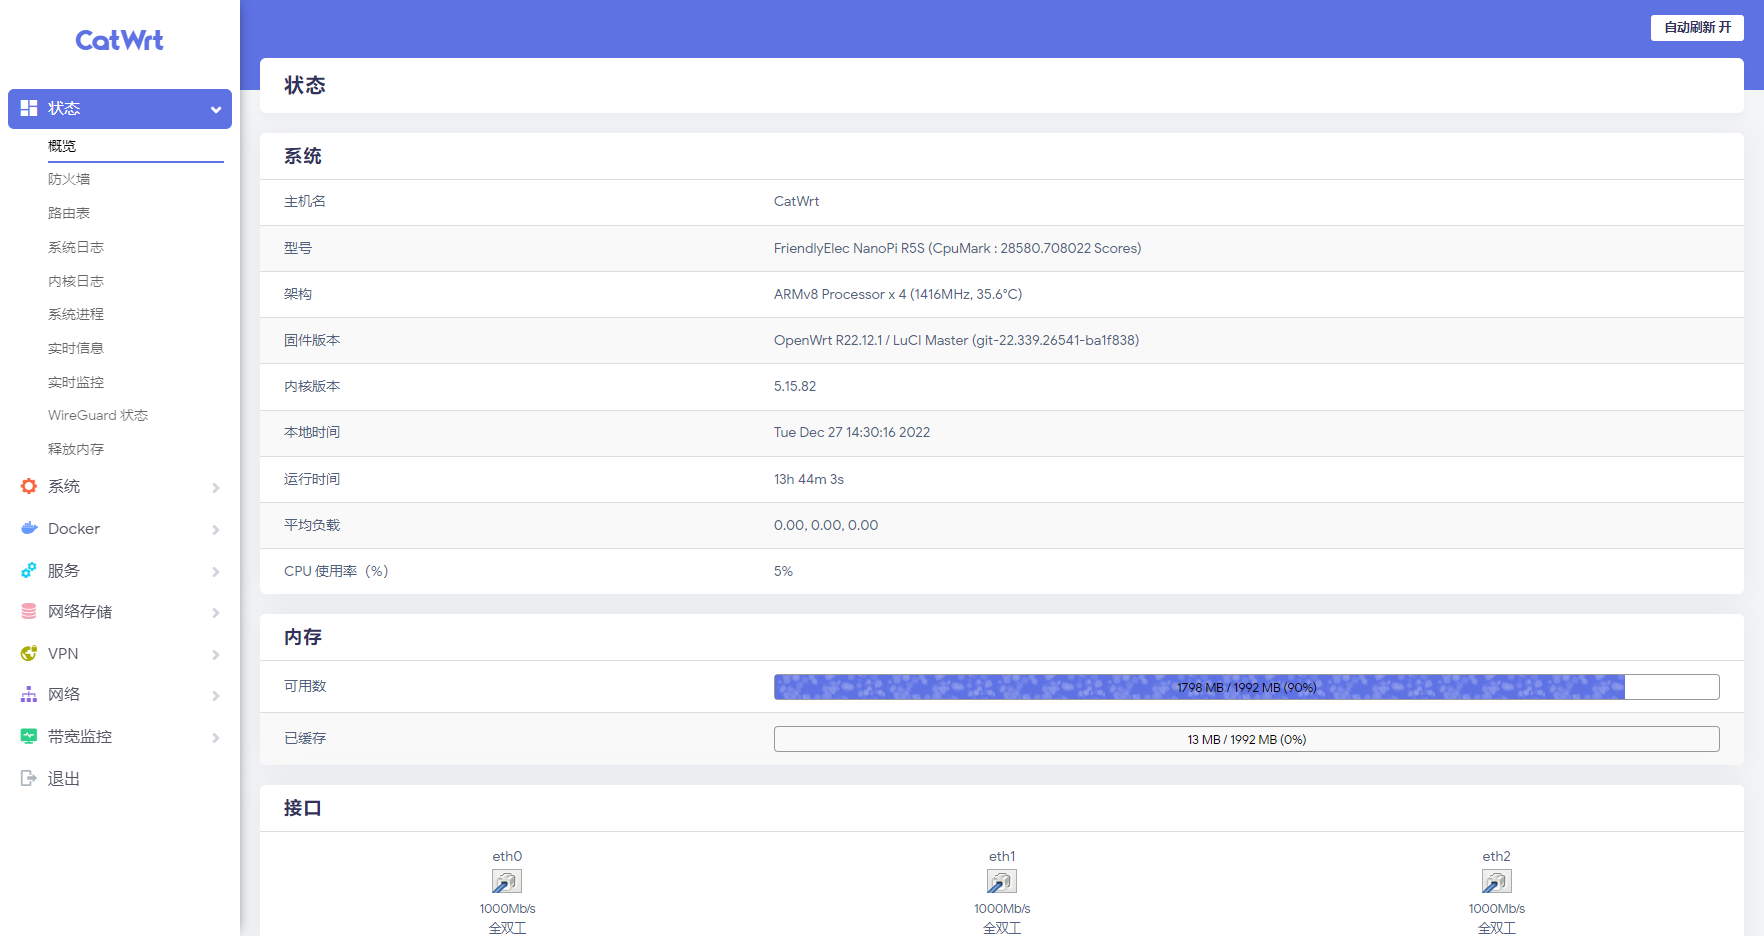 CatWrt
状态
概览
防火墙
路由表
系统日志
内核日志
系统进程
实时信息
实时监控
WireGuard 状态
释放内存
系统
Docker
服务
网络存储
VPN
网络
带宽监控
退出
自动刷新 开
状态
系统
主机名 CatWrt
型号 FriendlyElec NanoPi R5S (CpuMark : 28580.708022 Scores)
架构 ARMv8 Processor x 4 (1416MHz, 35.6°C)
固件版本 OpenWrt R22.12.1 / LuCI Master (git-22.339.26541-ba1f838)
内核版本 5.15.82
本地时间 Tue Dec 27 14:30:16 2022
运行时间 13h 44m 3s
平均负载 0.00, 0.00, 0.00
CPU 使用率（%） 5%
内存
可用数 1798 MB / 1992 MB (90%)
已缓存 13 MB / 1992 MB (0%)
接口
eth0 eth1 eth2
1000Mb/s 1000Mb/s 1000Mb/s
全双工 全双工 全双工